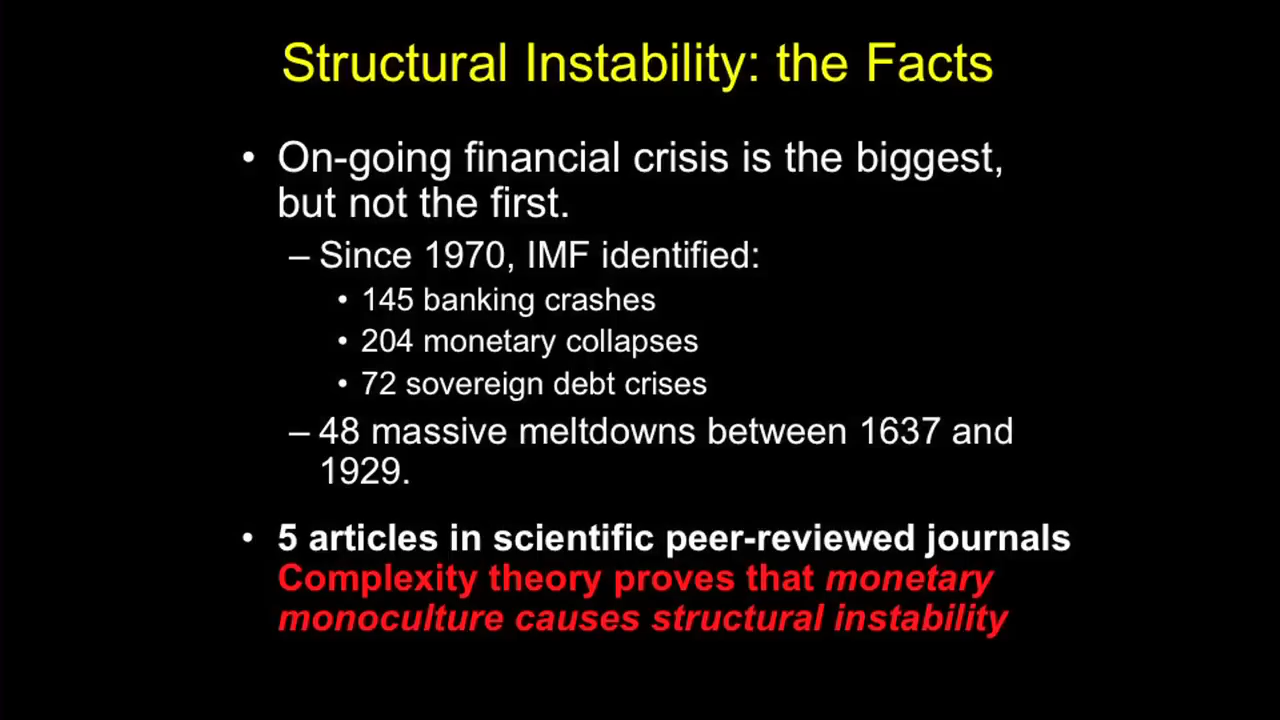 Structural Instability: the Facts
• On-going financial crisis is the biggest,
but not the first.
– Since 1970, IMF identified:
• 145 banking crashes
• 204 monetary collapses
• 72 sovereign debt crises
– 48 massive meltdowns between 1637 and
1929.
• 5 articles in scientific peer-reviewed journals
Complexity theory proves that monetary
monoculture causes structural instability